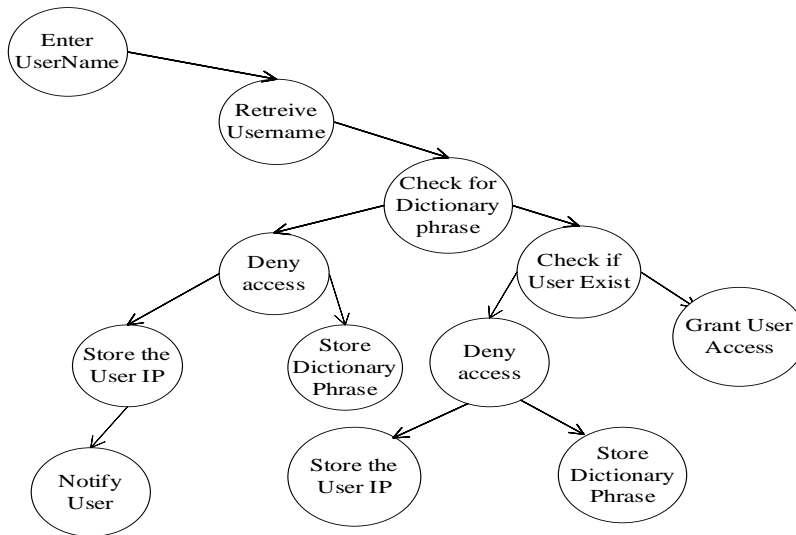 Enter
UserName
Retreive
Username
Check for
Dictionary
phrase
Deny
access
Check if
User Exist
Store the
User IP
Store
Dictionary
Phrase
Deny
access
Grant User
Access
Notify
User
Store the
User IP
Store
Dictionary
Phrase